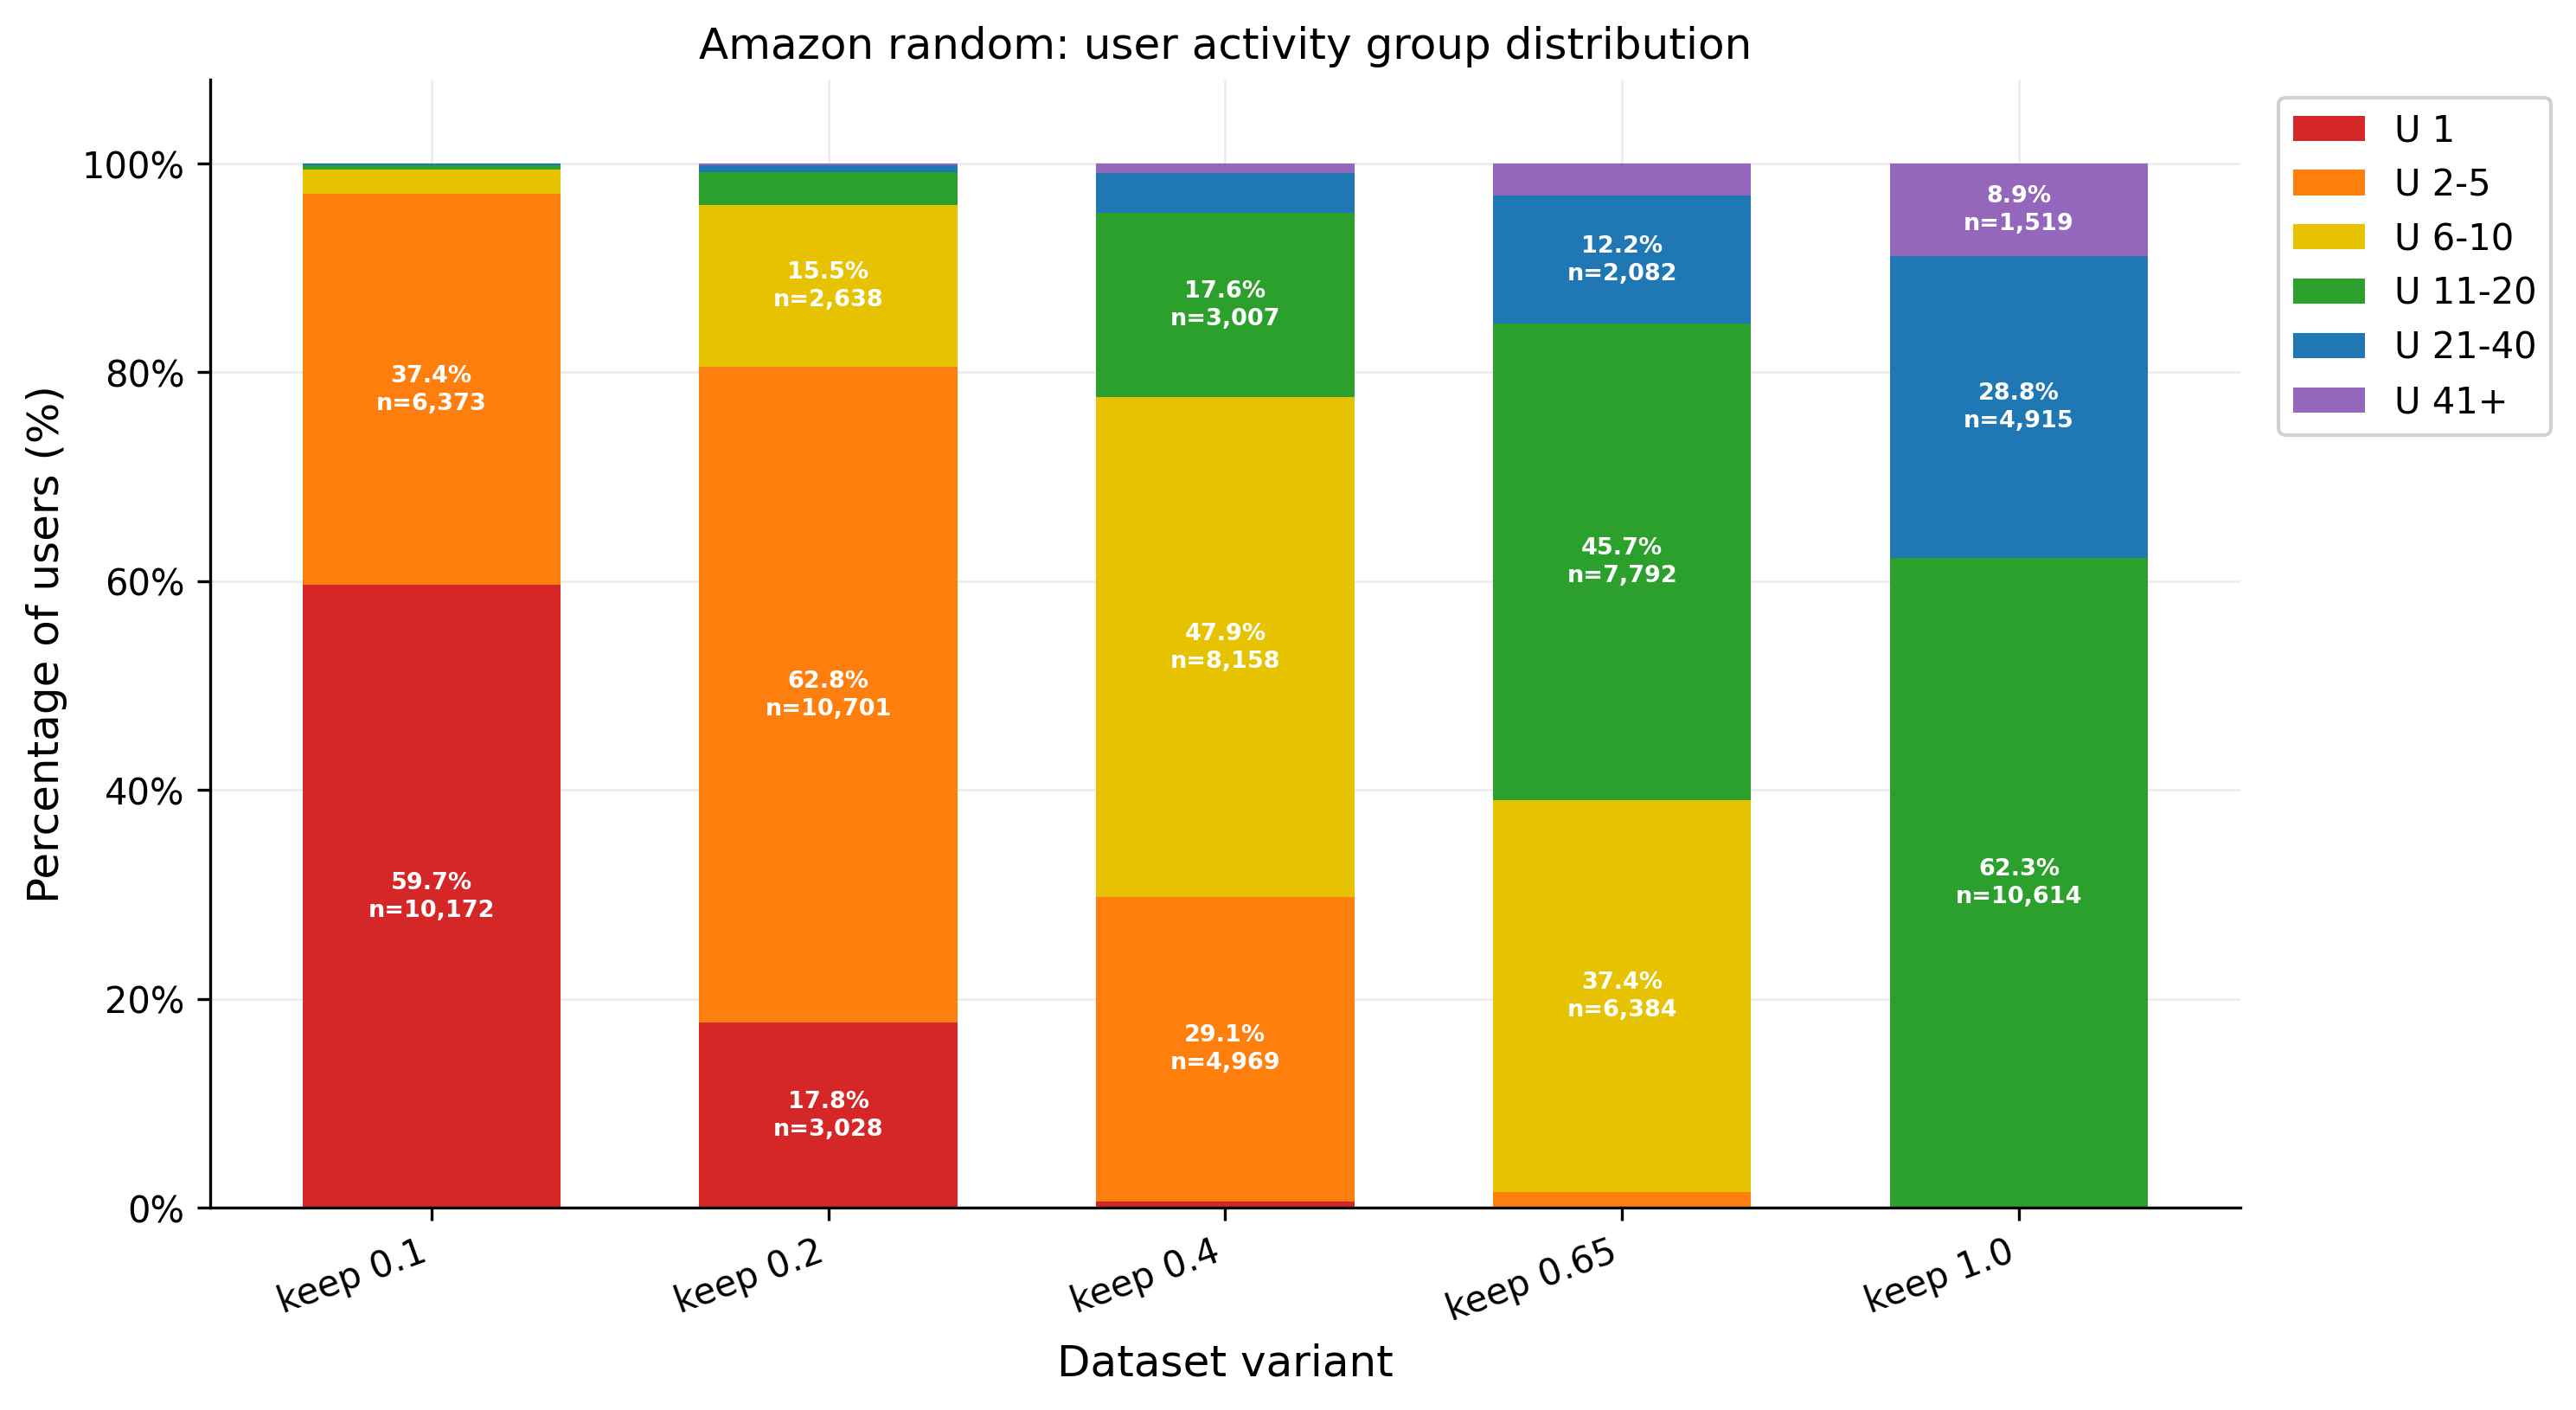 Amazon random: user activity group distribution
Percentage of users (%)
100%
80%
60%
40%
20%
0%
37.4%
n=6,373
59.7%
n=10,172
15.5%
n=2,638
62.8%
n=10,701
17.8%
n=3,028
17.6%
n=3,007
47.9%
n=8,158
29.1%
n=4,969
12.2%
n=2,082
45.7%
n=7,792
37.4%
n=6,384
8.9%
n=1,519
28.8%
n=4,915
62.3%
n=10,614
keep 0.1
keep 0.2
keep 0.4
keep 0.65
keep 1.0
Dataset variant
U 1
U 2-5
U 6-10
U 11-20
U 21-40
U 41+